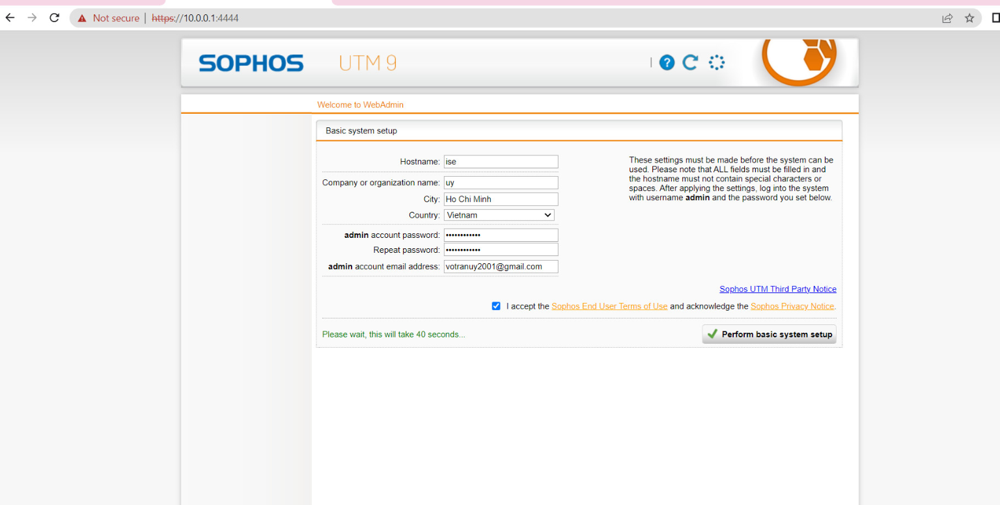 Not secure | https://10.0.0.1:4444
SOPHOS UTM 9 | ?
Welcome to WebAdmin
Basic system setup
Hostname: ise
Company or organization name: uy
City: Ho Chi Minh
Country: Vietnam
admin account password: ••••••••••••
Repeat password: ••••••••••••
admin account email address: votranuy2001@gmail.com
These settings must be made before the system can be
used. Please note that ALL fields must be filled in and
the hostname must not contain special characters or
spaces. After applying the settings, log into the system
with username admin and the password you set below.
Sophos UTM Third Party Notice
I accept the Sophos End User Terms of Use and acknowledge the Sophos Privacy Notice.
Please wait, this will take 40 seconds...
Perform basic system setup